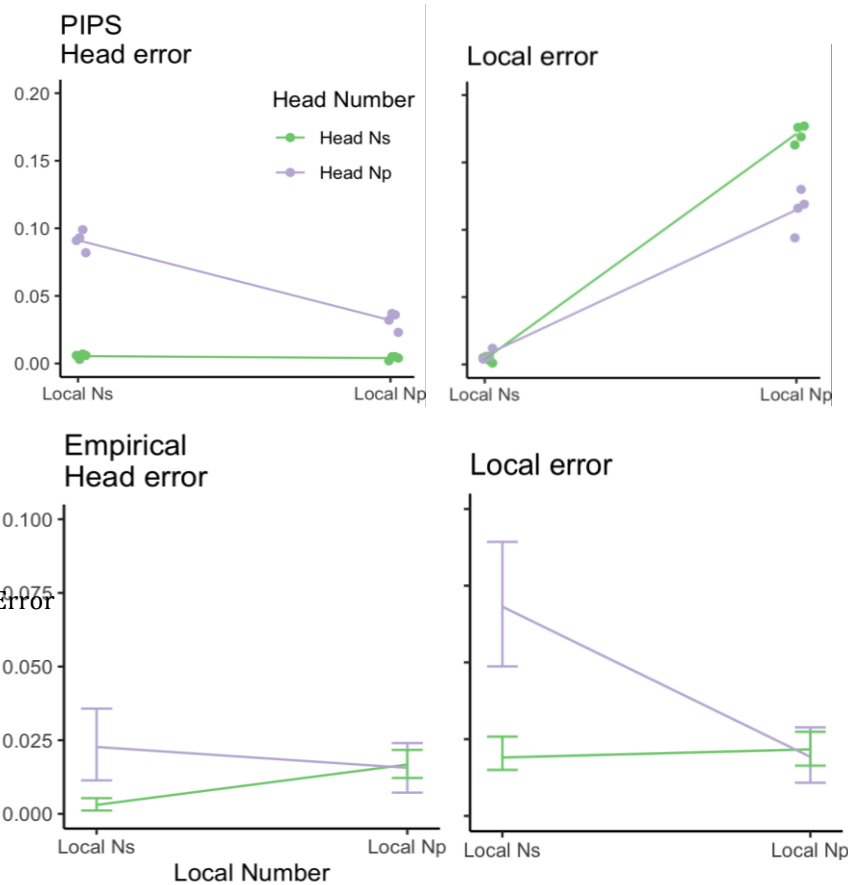 PIPS
Head error
Local error
0.20
0.15
0.10
0.05
0.00
Head Number
Head Ns
Head Np
Local Ns
Local Np
Local Ns
Local Np
Empirical
Head error
Local error
0.100
0.075
Error
0.050
0.025
0.000
Local Ns
Local Np
Local Ns
Local Np
Local Number